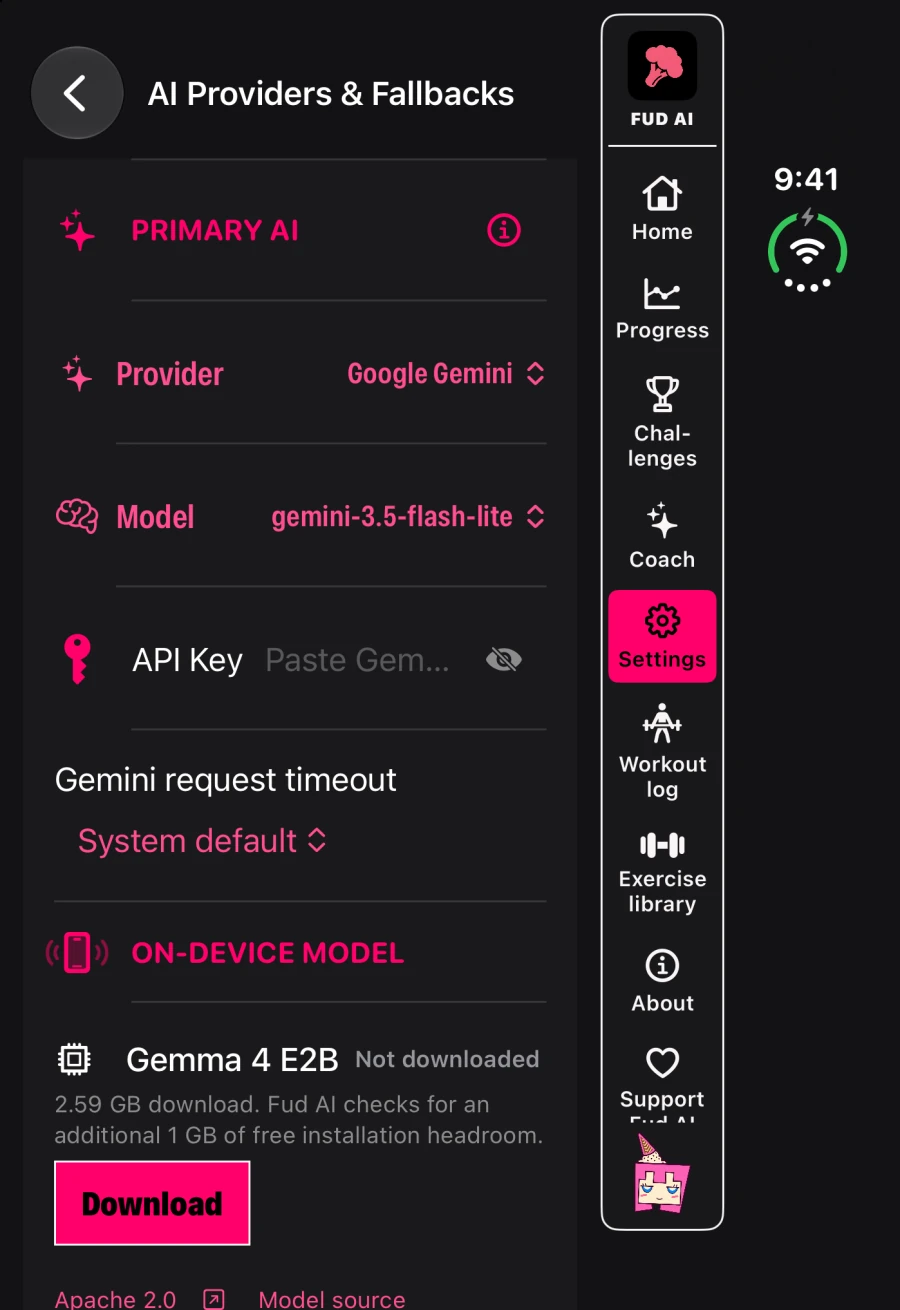 AI Providers & Fallbacks
PRIMARY AI
Provider
Google Gemini
Model
gemini-3.5-flash-lite
API Key
Paste Gem...
Gemini request timeout
System default
ON-DEVICE MODEL
Gemma 4 E2B
Not downloaded
2.59 GB download. Fud AI checks for an
additional 1 GB of free installation headroom.
Download
Apache 2.0
Model source
FUD AI
Home
Progress
Chal-
lenges
Coach
Settings
Workout
log
Exercise
library
About
Support
Fud AI
9:41